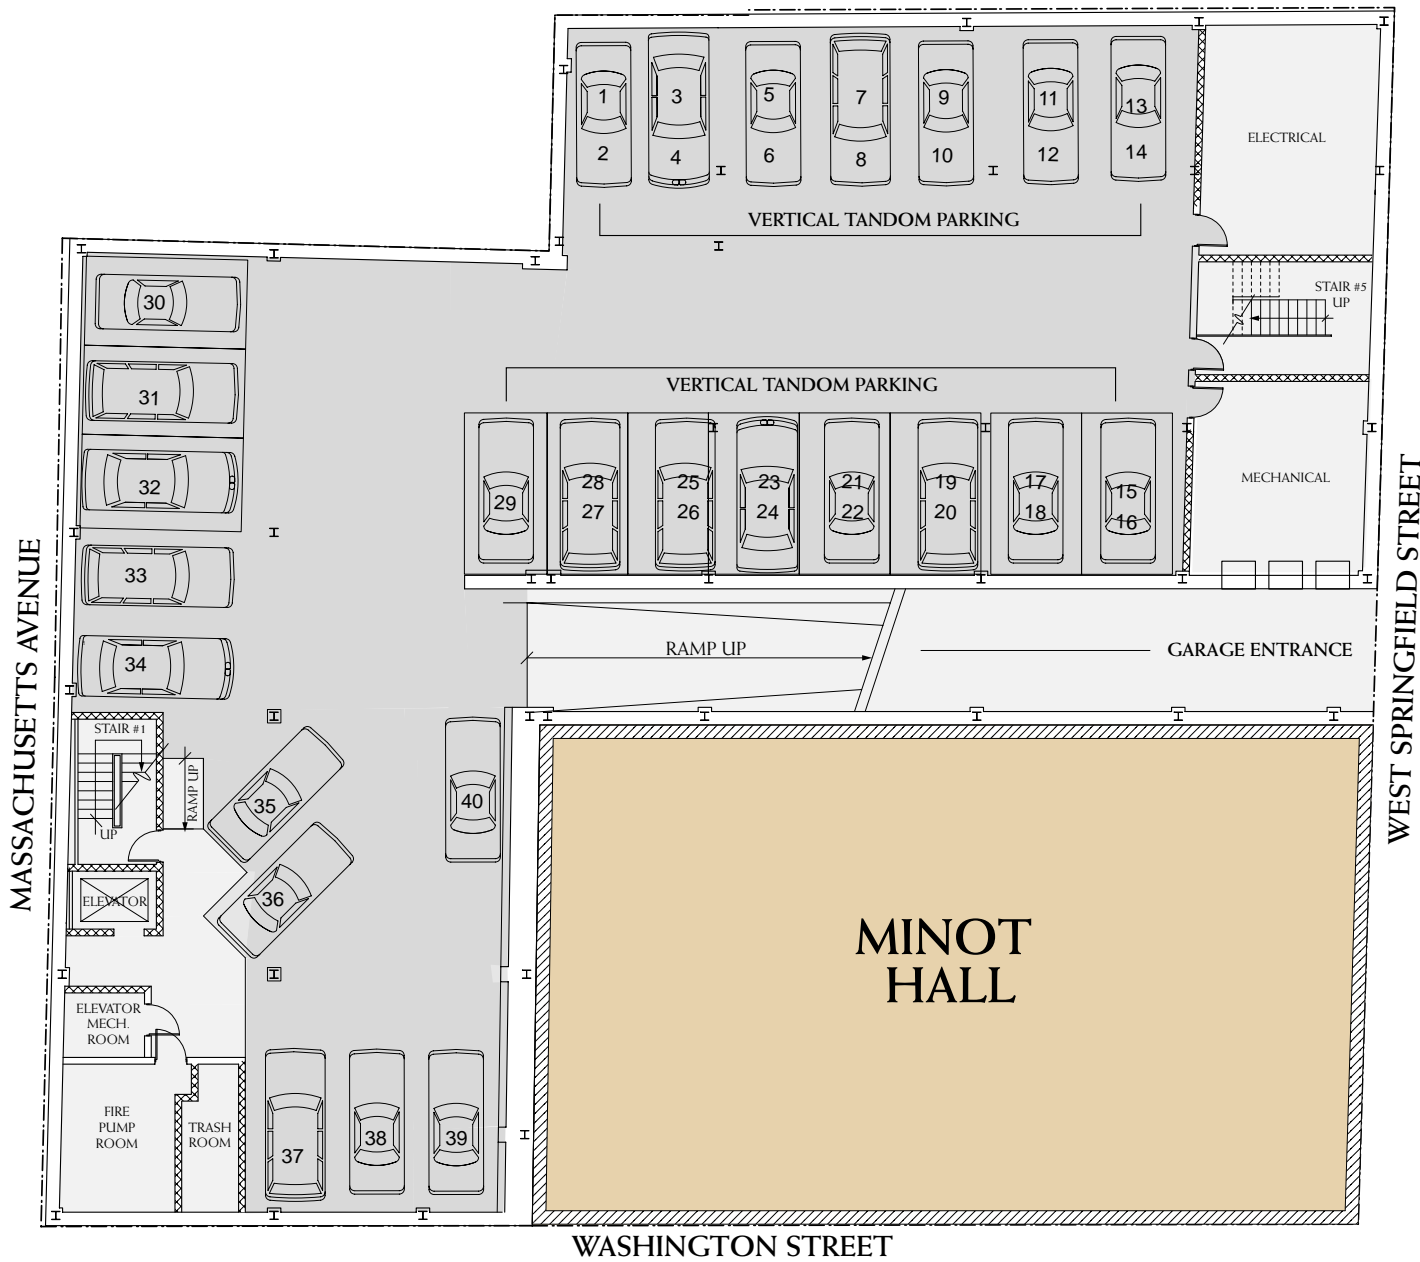 1
3
5
7
9
11
13
2
4
6
8
10
12
14
VERTICAL TANDOM PARKING
ELECTRICAL
STAIR #5
UP
30
31
32
33
34
VERTICAL TANDOM PARKING
29
28
27
25
26
23
24
21
22
19
20
17
18
15
16
MECHANICAL
MASSACHUSETTS AVENUE
WEST SPRINGFIELD STREET
RAMP UP
GARAGE ENTRANCE
STAIR #1
UP
RAMP UP
35
36
40
ELEVATOR
ELEVATOR
MECH.
ROOM
FIRE
PUMP
ROOM
TRASH
ROOM
37
38
39
MINOT
HALL
WASHINGTON STREET